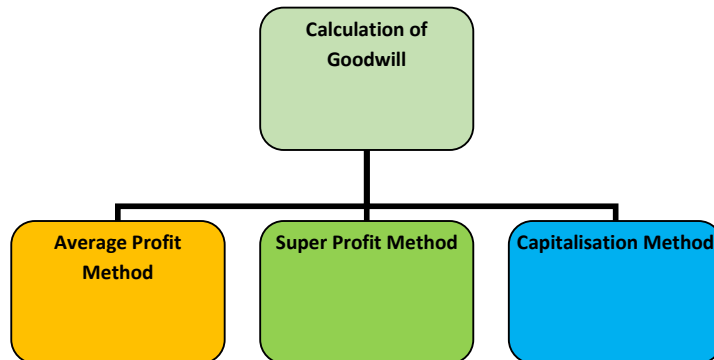 Calculation of
Goodwill
Average Profit
Method
Super Profit Method
Capitalisation Method